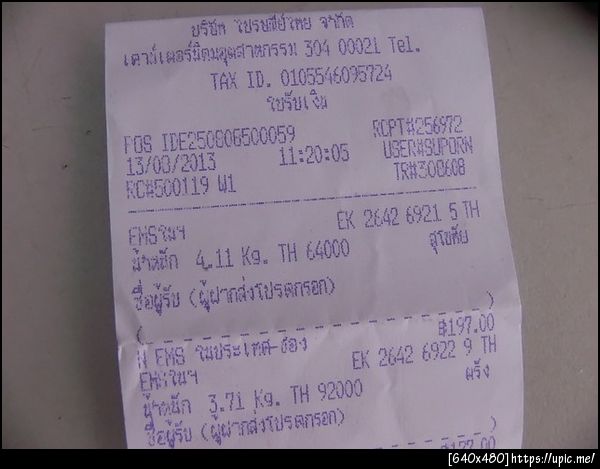 บริษัท ไปรษณีย์ไทย จำกัด
เคาน์เตอร์นิคมอุตสาหกรรม 304 00021 Tel.
TAX ID. 0105546095724
ใบรับเงิน
POS IDE250806500059 RCPT#256972
13/08/2013 11:20:05 USER#SUPORN
RC#500119 W1 TR#300608
EMSในฯ EK 2642 6921 5 TH
น้ำหนัก 4.11 Kg. TH 64000 สุโขทัย
ชื่อผู้รับ (ผู้ฝากส่งโปรดกรอก)
( )
฿197.00
N EMS ในประเทศ-ซอง
EMSในฯ EK 2642 6922 9 TH
น้ำหนัก 3.71 Kg. TH 92000 ตรัง
ชื่อผู้รับ (ผู้ฝากส่งโปรดกรอก)
)
[640x480]https://upic.me/